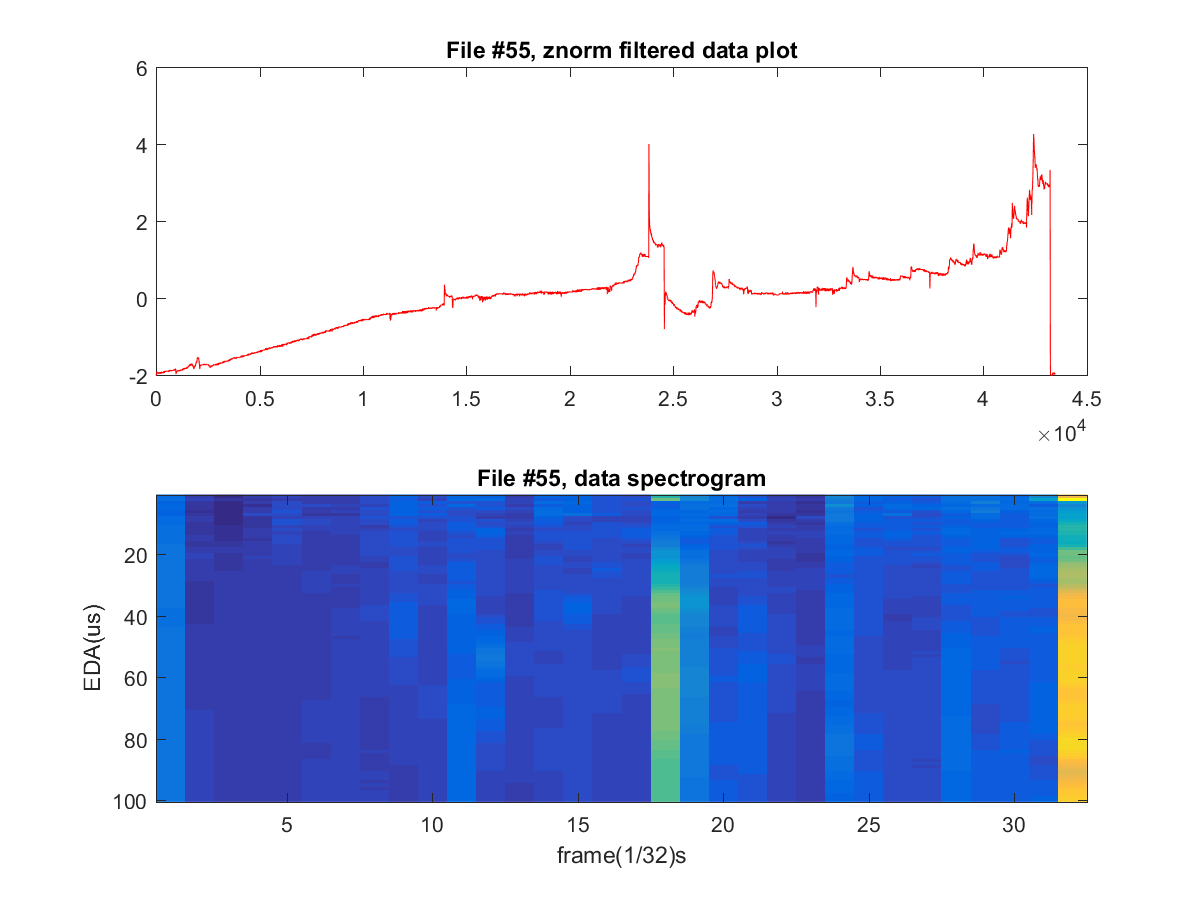 File #55, znorm filtered data plot
6
4
2
0
-2
0 0.5 1 1.5 2 2.5 3 3.5 4 4.5
×10^4
File #55, data spectrogram
20
40
60
80
100
EDA(us)
5 10 15 20 25 30
frame(1/32)s